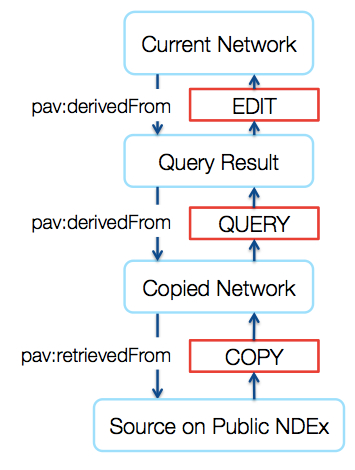 Current Network
pav:derivedFrom
EDIT
Query Result
pav:derivedFrom
QUERY
Copied Network
pav:retrievedFrom
COPY
Source on Public NDEx